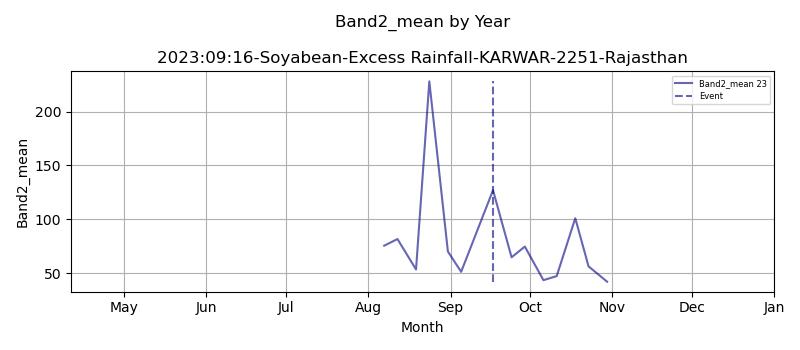 Band2_mean by Year
2023:09:16-Soyabean-Excess Rainfall-KARWAR-2251-Rajasthan
Band2_mean 23
Event
200
150
100
50
Band2_mean
May Jun Jul Aug Sep Oct Nov Dec Jan
Month